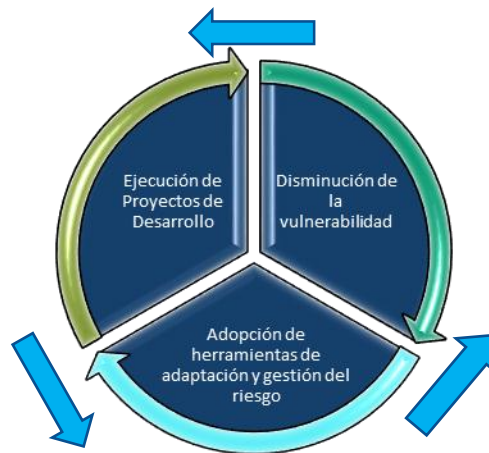 Ejecución de
Proyectos de
Desarrollo
Disminución de
la
vulnerabilidad
Adopción de
herramientas de
adaptación y gestión del
riesgo